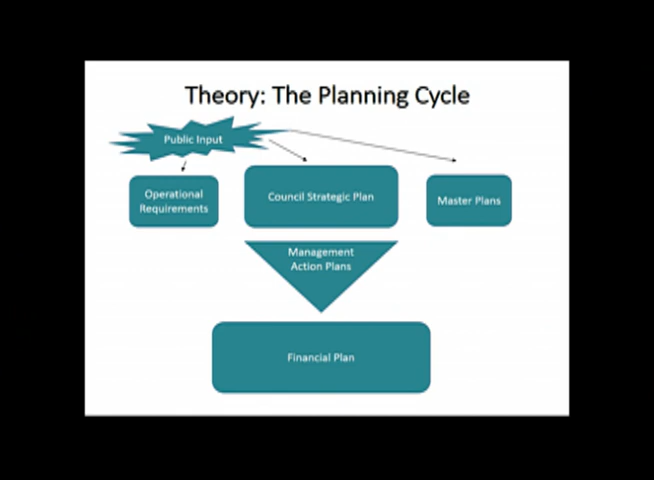 Theory: The Planning Cycle
Public Input
Operational
Requirements
Council Strategic Plan
Master Plans
Management
Action Plans
Financial Plan